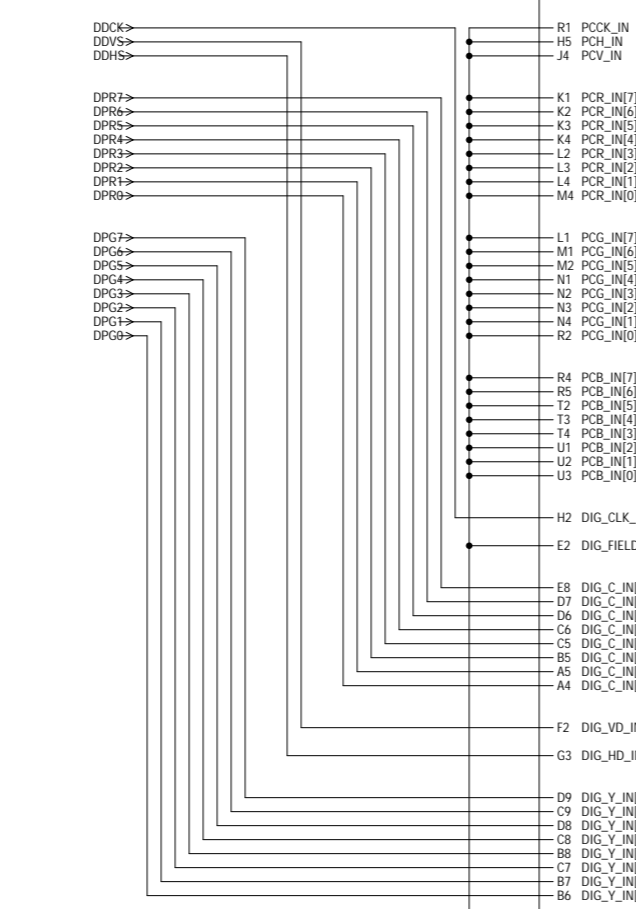 DDCK R1 PCCK_IN
DDVS H5 PCH_IN
DDHS J4 PCV_IN
DPR7 K1 PCR_IN[7]
DPR6 K2 PCR_IN[6]
DPR5 K3 PCR_IN[5]
DPR4 K4 PCR_IN[4]
DPR3 L2 PCR_IN[3]
DPR2 L3 PCR_IN[2]
DPR1 L4 PCR_IN[1]
DPR0 M4 PCR_IN[0]
DPG7 L1 PCG_IN[7]
DPG6 M1 PCG_IN[6]
DPG5 M2 PCG_IN[5]
DPG4 N1 PCG_IN[4]
DPG3 N2 PCG_IN[3]
DPG2 N3 PCG_IN[2]
DPG1 N4 PCG_IN[1]
DPG0 R2 PCG_IN[0]
R4 PCB_IN[7]
R5 PCB_IN[6]
T2 PCB_IN[5]
T3 PCB_IN[4]
T4 PCB_IN[3]
U1 PCB_IN[2]
U2 PCB_IN[1]
U3 PCB_IN[0]
H2 DIG_CLK_
E2 DIG_FIELD
E8 DIG_C_IN[
D7 DIG_C_IN[
D6 DIG_C_IN[
C6 DIG_C_IN[
C5 DIG_C_IN[
B5 DIG_C_IN[
A5 DIG_C_IN[
A4 DIG_C_IN[
F2 DIG_VD_IN
G3 DIG_HD_IN
D9 DIG_Y_IN[
C9 DIG_Y_IN[
D8 DIG_Y_IN[
C8 DIG_Y_IN[
B8 DIG_Y_IN[
C7 DIG_Y_IN[
B7 DIG_Y_IN[
B6 DIG_Y_IN[